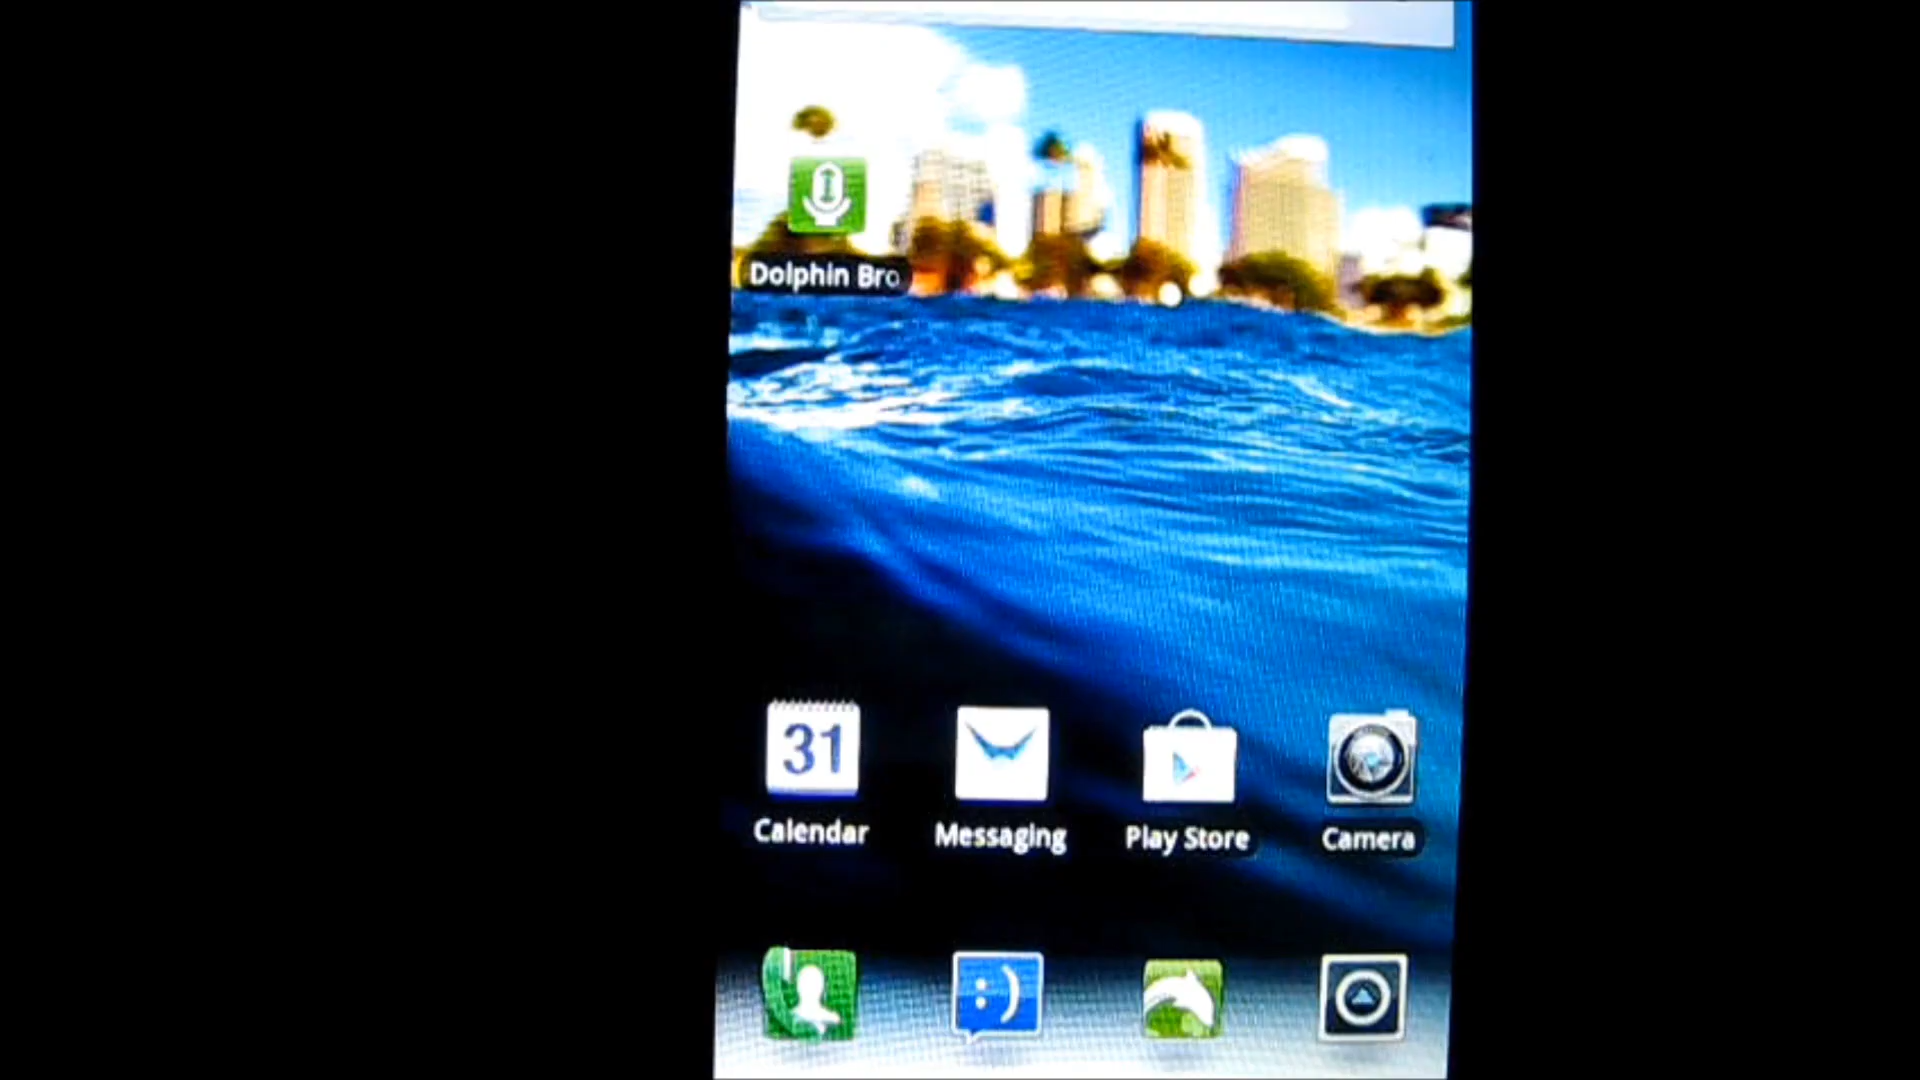 Dolphin Bro
31
Calendar
Messaging
Play Store
Camera
:)